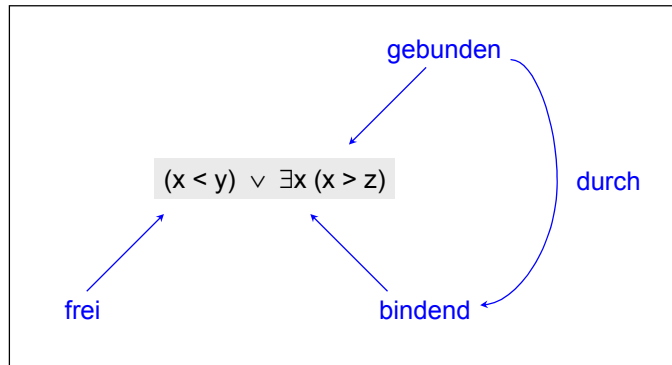 gebunden
(x < y) ∨ ∃x (x > z)
durch
frei
bindend